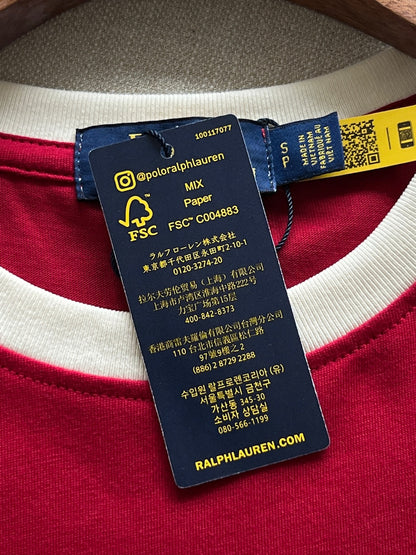 100117077
@poloralphlauren
MIX
Paper
FSC™ C004883
FSC
ラルフローレン株式会社
東京都千代田区永田町2-10-1
0120-3274-20
拉尔夫劳伦贸易（上海）有限公司
上海市卢湾区淮海中路222号
力宝广场15层
400-842-8373
香港商雷夫羅倫有限公司台灣分公司
110 台北市信義區松仁路
97號9樓之2
(886) 2 8729 2288
수입원 랄프로렌코리아 (유)
서울특별시 금천구
가산동 345-30
소비자 상담실
080-566-1199
RALPHLAUREN.COM
S
P
MADE IN
VIETNAM
FABRIQUÉ AU
VIÊT NAM